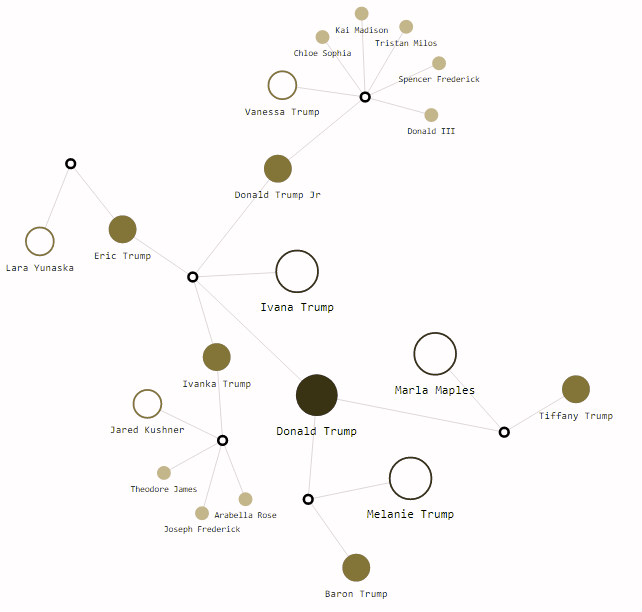 Kai Madison
Tristan Milos
Chloe Sophia
Spencer Frederick
Vanessa Trump
Donald III
Donald Trump Jr
Eric Trump
Lara Yunaska
Ivana Trump
Ivanka Trump
Marla Maples
Tiffany Trump
Jared Kushner
Donald Trump
Theodore James
Arabella Rose
Melanie Trump
Joseph Frederick
Baron Trump